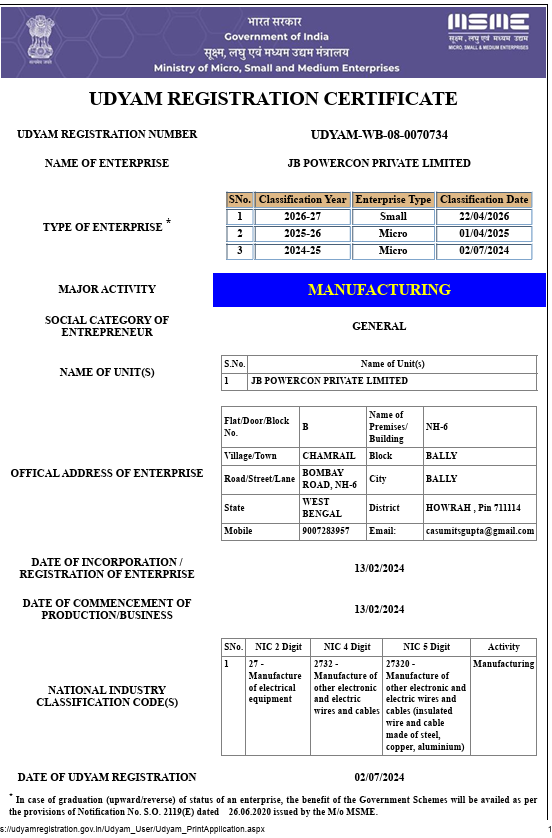 भारत सरकार
Government of India
सूक्ष्म, लघु एवं मध्यम उद्यम मंत्रालय
Ministry of Micro, Small and Medium Enterprises
MSME
सूक्ष्म, लघु एवं मध्यम उद्यम
MICRO, SMALL & MEDIUM ENTERPRISES
UDYAM REGISTRATION CERTIFICATE
UDYAM REGISTRATION NUMBER UDYAM-WB-08-0070734
NAME OF ENTERPRISE JB POWERCON PRIVATE LIMITED
TYPE OF ENTERPRISE *
SNo. Classification Year Enterprise Type Classification Date
1 2026-27 Small 22/04/2026
2 2025-26 Micro 01/04/2025
3 2024-25 Micro 02/07/2024
MAJOR ACTIVITY MANUFACTURING
SOCIAL CATEGORY OF
ENTREPRENEUR
GENERAL
NAME OF UNIT(S)
S.No. Name of Unit(s)
1 JB POWERCON PRIVATE LIMITED
OFFICAL ADDRESS OF ENTERPRISE
Flat/Door/Block
No.
B
Name of
Premises/
Building
NH-6
Village/Town CHAMRAIL Block BALLY
Road/Street/Lane
BOMBAY
ROAD, NH-6
City BALLY
State
WEST
BENGAL
District HOWRAH , Pin 711114
Mobile 9007283957 Email: casumitsgupta@gmail.com
DATE OF INCORPORATION /
REGISTRATION OF ENTERPRISE
13/02/2024
DATE OF COMMENCEMENT OF
PRODUCTION/BUSINESS
13/02/2024
NATIONAL INDUSTRY
CLASSIFICATION CODE(S)
SNo. NIC 2 Digit NIC 4 Digit NIC 5 Digit Activity
1
27 -
Manufacture
of electrical
equipment
2732 -
Manufacture of
other electronic
and electric
wires and cables
27320 -
Manufacture of
other electronic and
electric wires and
cables (insulated
wire and cable
made of steel,
copper, aluminium)
Manufacturing
DATE OF UDYAM REGISTRATION 02/07/2024
* In case of graduation (upward/reverse) of status of an enterprise, the benefit of the Government Schemes will be availed as per
the provisions of Notification No. S.O. 2119(E) dated 26.06.2020 issued by the M/o MSME.
s://udyamregistration.gov.in/Udyam_User/Udyam_PrintApplication.aspx 1